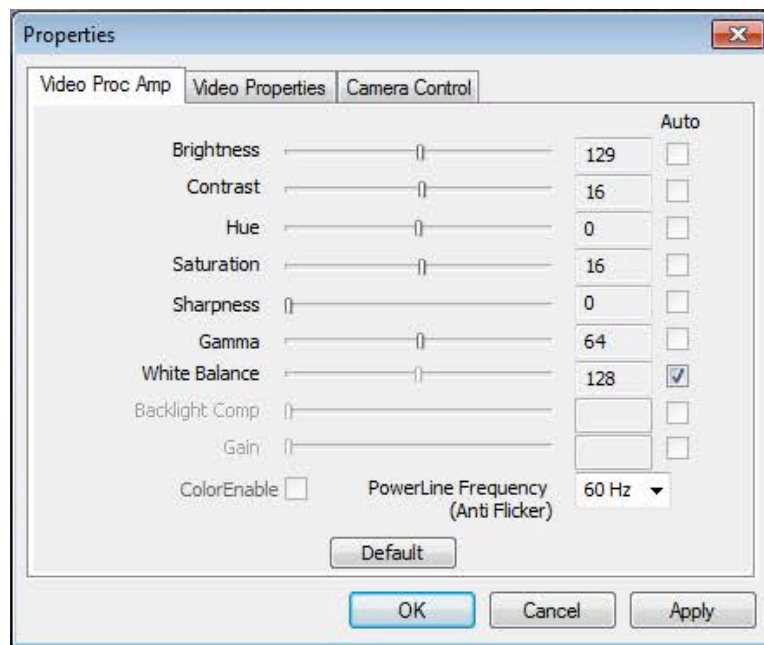 Properties
Video Proc Amp Video Properties Camera Control
Auto
Brightness 129
Contrast 16
Hue 0
Saturation 16
Sharpness 0
Gamma 64
White Balance 128
Backlight Comp
Gain
ColorEnable PowerLine Frequency 60 Hz
(Anti Flicker)
Default
OK Cancel Apply